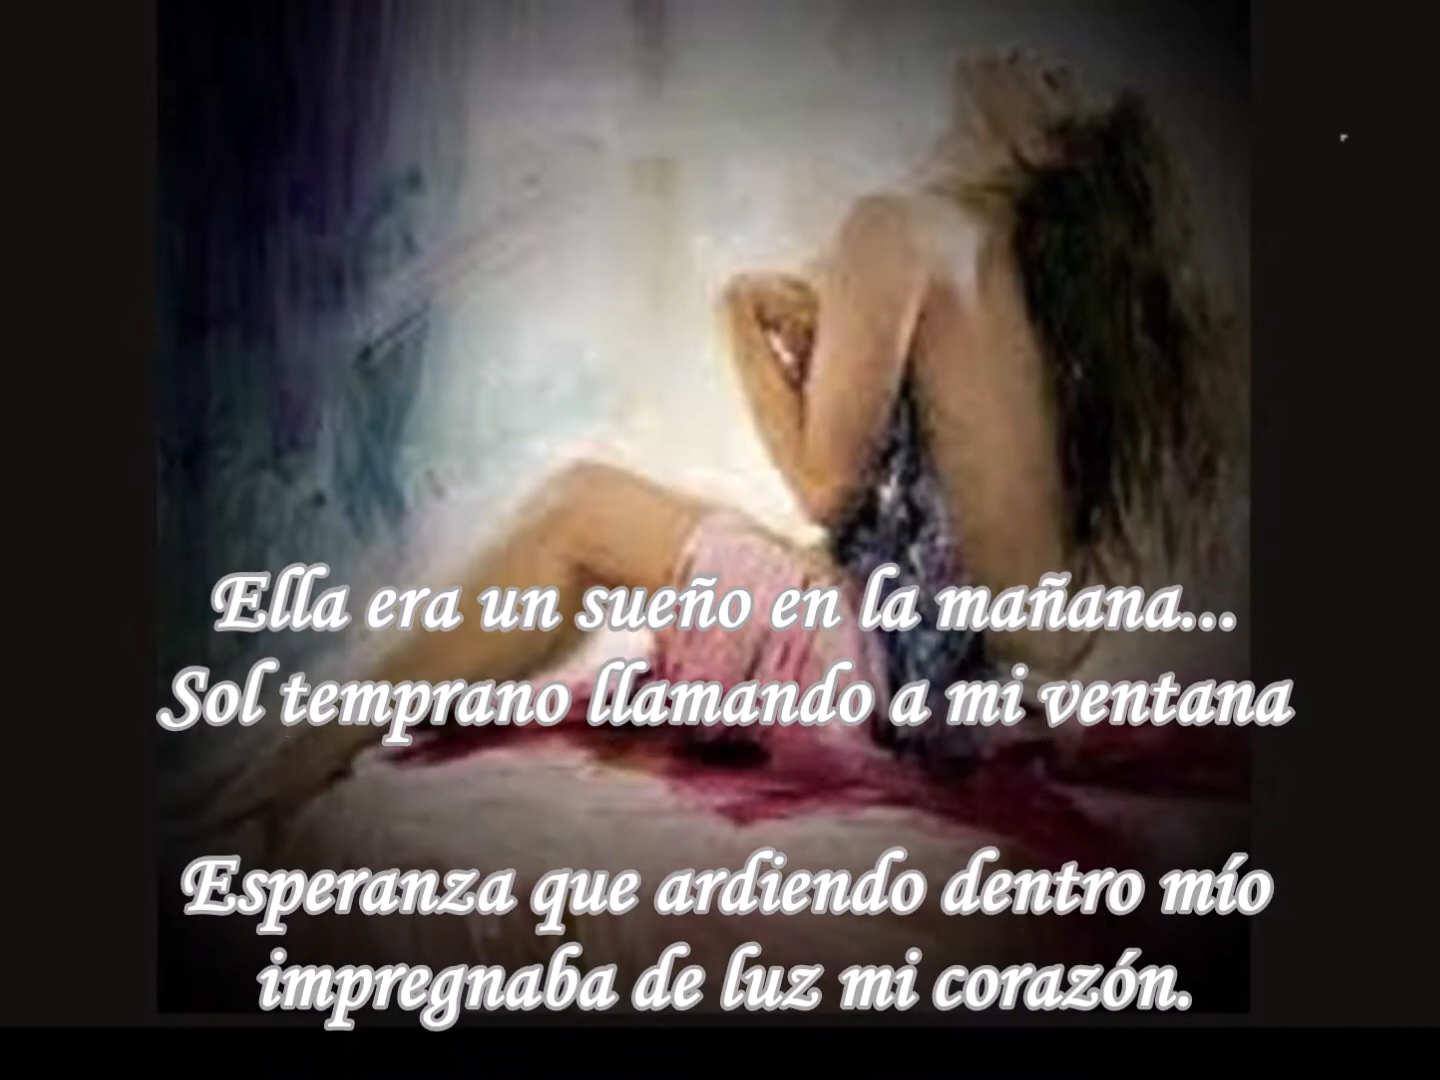 Ella era un sueño en la mañana...
Sol temprano llamando a mi ventana
Esperanza que ardiendo dentro mío
impregnaba de luz mi corazón.